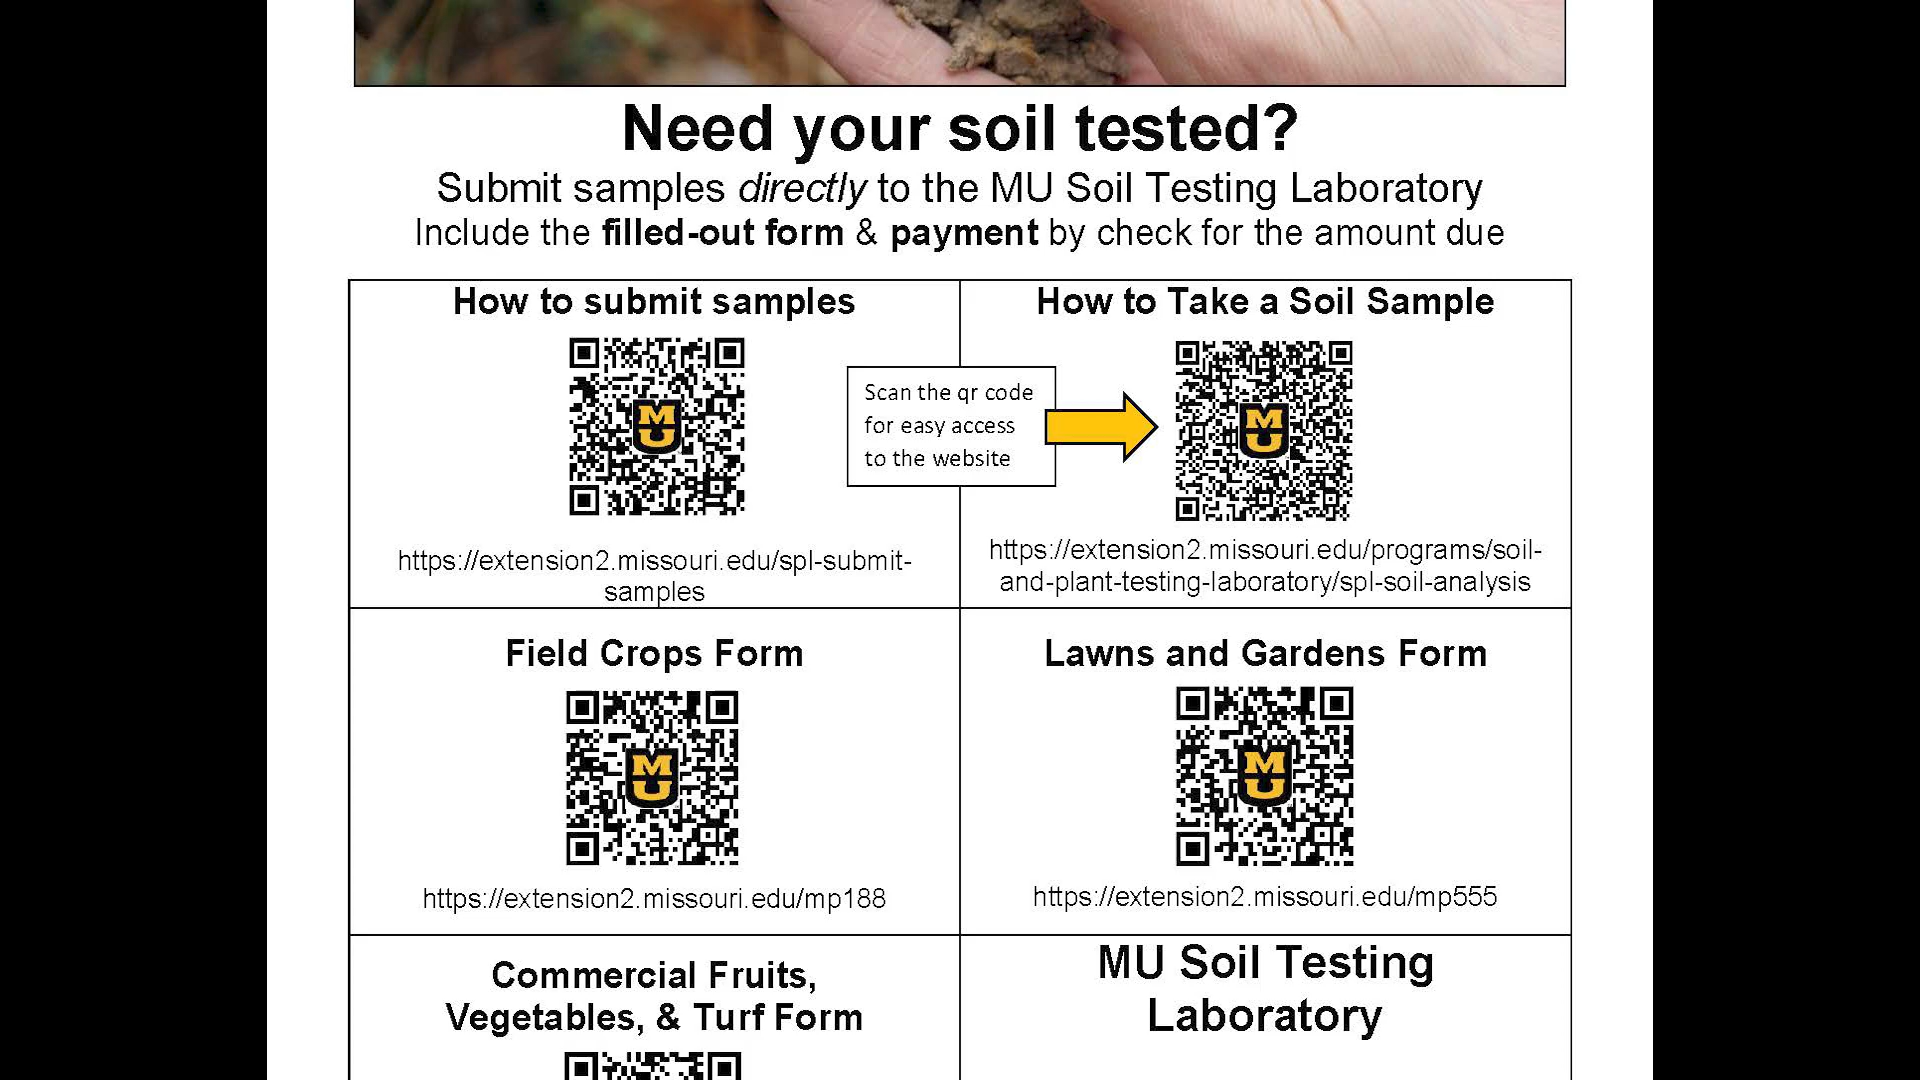 Need your soil tested?
Submit samples directly to the MU Soil Testing Laboratory
Include the filled-out form & payment by check for the amount due
How to submit samples
MU
https://extension2.missouri.edu/spl-submit-
samples
Scan the qr code
for easy access
to the website
How to Take a Soil Sample
MU
https://extension2.missouri.edu/programs/soil-
and-plant-testing-laboratory/spl-soil-analysis
Field Crops Form
MU
https://extension2.missouri.edu/mp188
Lawns and Gardens Form
MU
https://extension2.missouri.edu/mp555
Commercial Fruits,
Vegetables, & Turf Form
MU Soil Testing
Laboratory